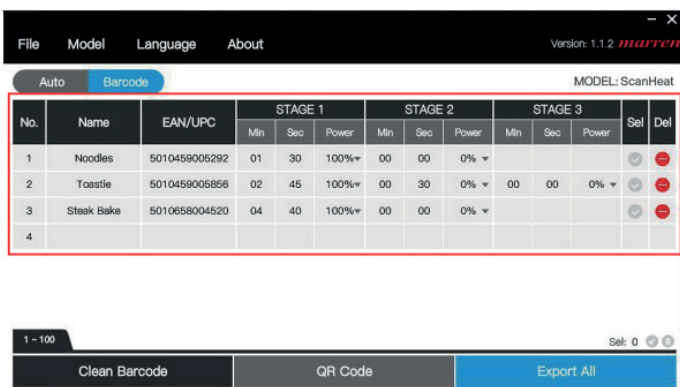 File Model Language About Version: 1.1.2 marren
Auto Barcode MODEL: ScanHeat
No. Name EAN/UPC STAGE 1 STAGE 2 STAGE 3 Sel Del
Min Sec Power Min Sec Power Min Sec Power
1 Noodles 5010459005292 01 30 100% 00 00 0%
2 Toastie 5010459005856 02 45 100% 00 30 0% 00 00 0%
3 Steak Bake 5010658004520 04 40 100% 00 00 0%
4
1 - 100 Sel: 0
Clean Barcode QR Code Export All